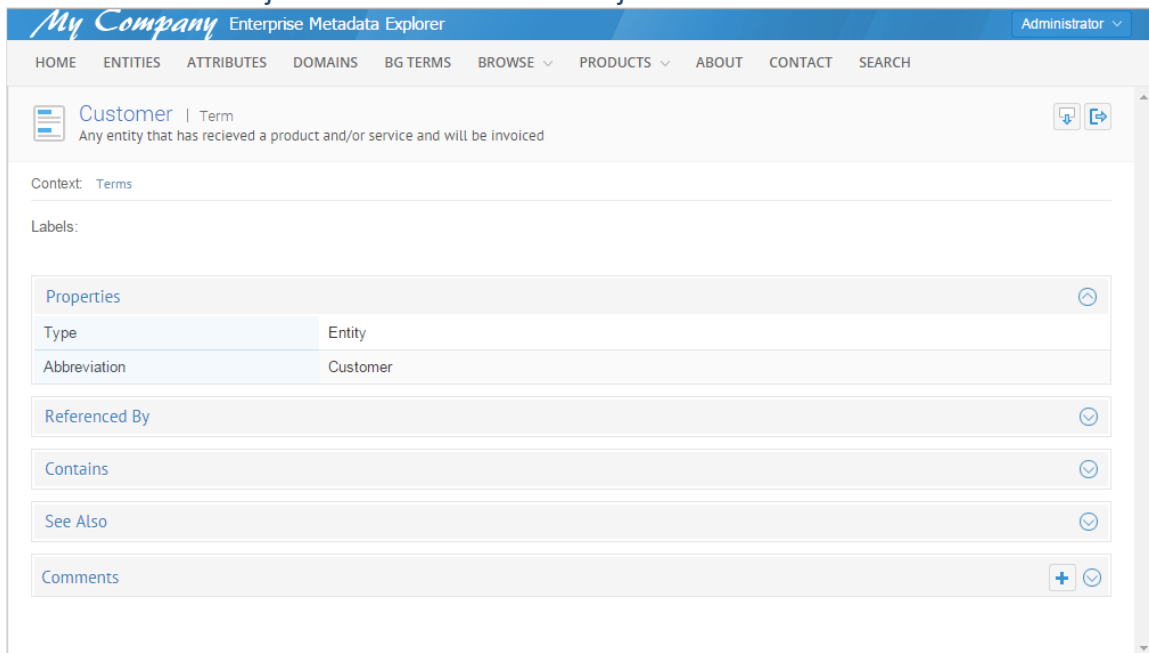 My Company Enterprise Metadata Explorer Administrator
HOME ENTITIES ATTRIBUTES DOMAINS BG TERMS BROWSE PRODUCTS ABOUT CONTACT SEARCH
Customer | Term
Any entity that has recieved a product and/or service and will be invoiced
Context: Terms
Labels:
Properties
Type Entity
Abbreviation Customer
Referenced By
Contains
See Also
Comments